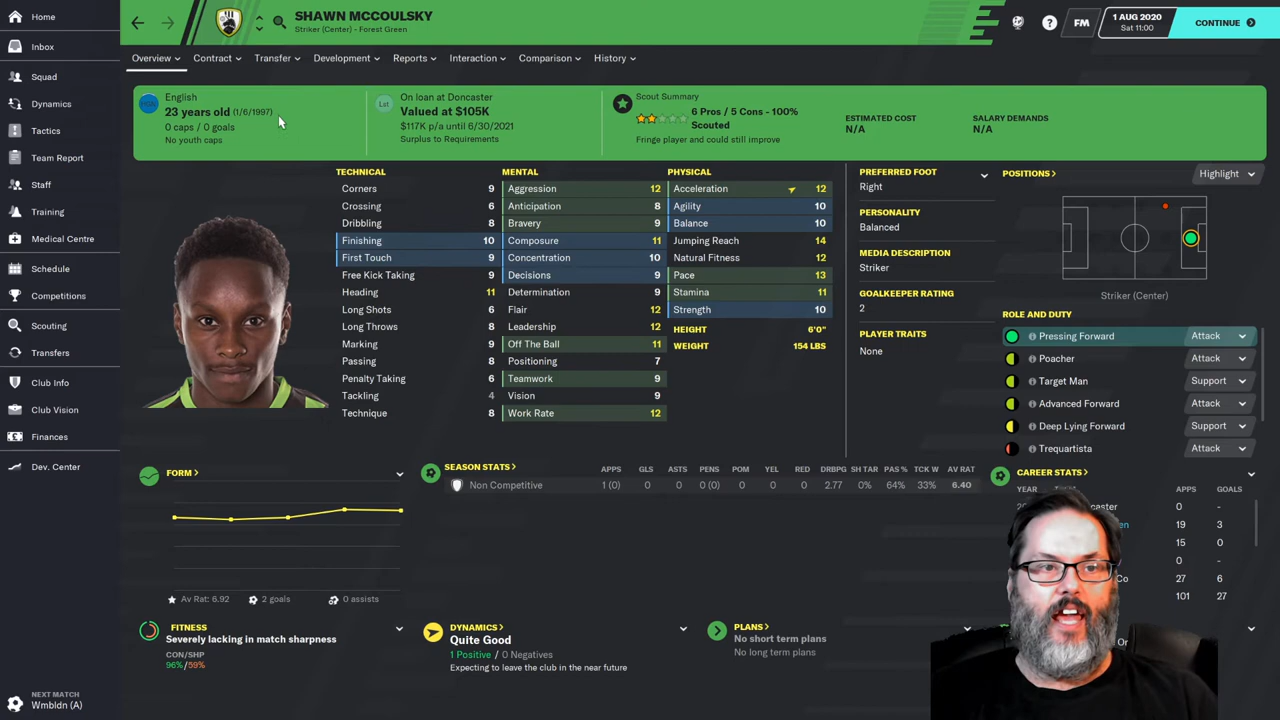 Home
Inbox
Squad
Dynamics
Tactics
Team Report
Staff
Training
Medical Centre
Schedule
Competitions
Scouting
Transfers
Club Info
Club Vision
Finances
Dev. Center
NEXT MATCH
Wmbldn (A)
SHAWN MCCOULSKY
Striker (Center) - Forest Green
FM
1 AUG 2020
Sat 11:00
CONTINUE
Overview
Contract
Transfer
Development
Reports
Interaction
Comparison
History
English
23 years old (1/6/1997)
0 caps / 0 goals
No youth caps
Lst
On loan at Doncaster
Valued at $105K
$117K p/a until 6/30/2021
Surplus to Requirements
Scout Summary
6 Pros / 5 Cons - 100% Scouted
Fringe player and could still improve
ESTIMATED COST
N/A
SALARY DEMANDS
N/A
TECHNICAL
Corners 9
Crossing 6
Dribbling 8
Finishing 10
First Touch 9
Free Kick Taking 9
Heading 11
Long Shots 6
Long Throws 8
Marking 9
Passing 8
Penalty Taking 6
Tackling 4
Technique 8
MENTAL
Aggression 12
Anticipation 8
Bravery 9
Composure 11
Concentration 10
Decisions 9
Determination 9
Flair 12
Leadership 12
Off The Ball 11
Positioning 7
Teamwork 9
Vision 9
Work Rate 12
PHYSICAL
Acceleration 12
Agility 10
Balance 10
Jumping Reach 14
Natural Fitness 12
Pace 13
Stamina 11
Strength 10
HEIGHT 6'0"
WEIGHT 154 LBS
PREFERRED FOOT
Right
PERSONALITY
Balanced
MEDIA DESCRIPTION
Striker
GOALKEEPER RATING
2
PLAYER TRAITS
None
POSITIONS
Highlight
Striker (Center)
ROLE AND DUTY
Pressing Forward Attack
Poacher Attack
Target Man Support
Advanced Forward Attack
Deep Lying Forward Support
Trequartista Attack
FORM
Av Rat: 6.92
2 goals
0 assists
SEASON STATS APPS GLS ASTS PENS POM YEL RED DRBPG SH TAR PAS % TCK W AV RAT
Non Competitive 1 (0) 0 0 0 (0) 0 0 0 2.77 0% 64% 33% 6.40
CAREER STATS
YEAR APPS GOALS
0 -
19 3
15 0
0 -
27 6
101 27
FITNESS
Severely lacking in match sharpness
CON/SHP
96%/59%
DYNAMICS
Quite Good
1 Positive / 0 Negatives
Expecting to leave the club in the near future
PLANS
No short term plans
No long term plans